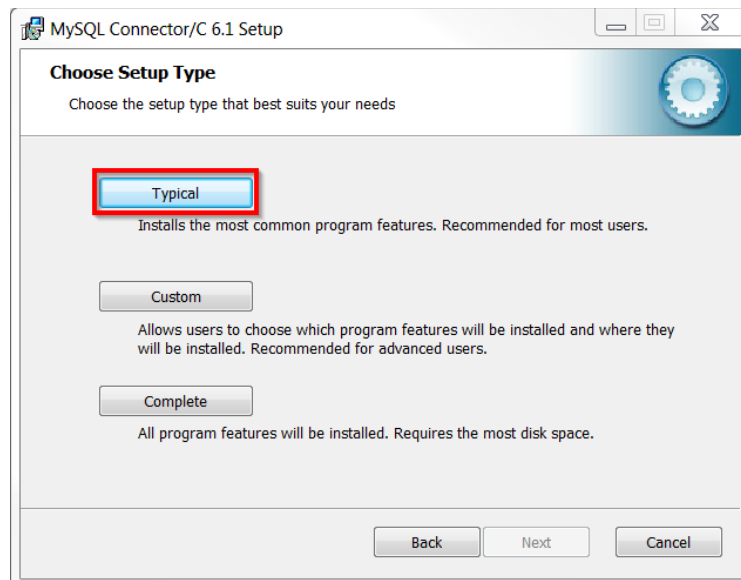 MySQL Connector/C 6.1 Setup
Choose Setup Type
Choose the setup type that best suits your needs
Typical
Installs the most common program features. Recommended for most users.
Custom
Allows users to choose which program features will be installed and where they
will be installed. Recommended for advanced users.
Complete
All program features will be installed. Requires the most disk space.
Back Next Cancel